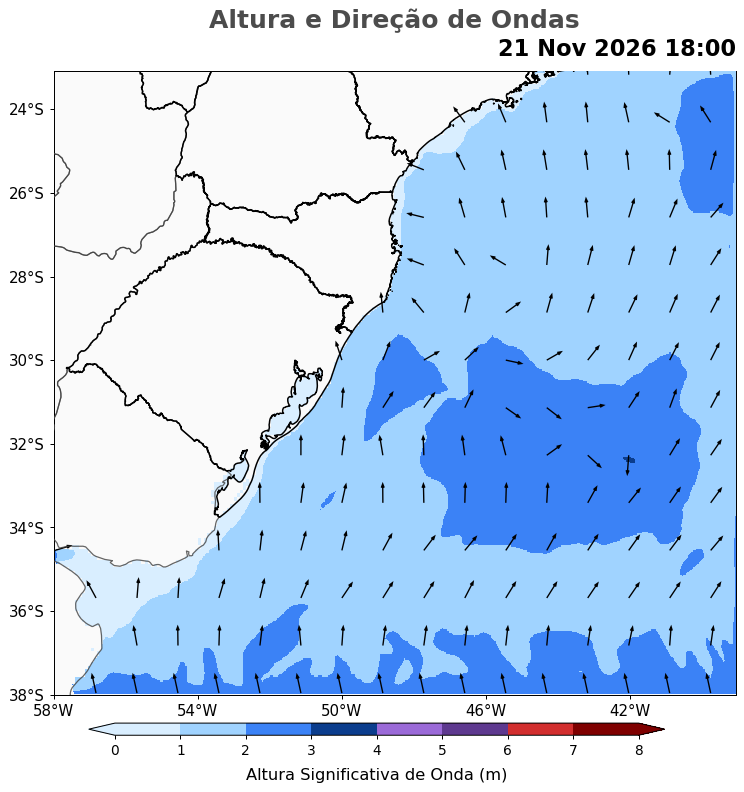 Altura e Direção de Ondas
21 Nov 2026 18:00
24°S
26°S
28°S
30°S
32°S
34°S
36°S
38°S
58°W 54°W 50°W 46°W 42°W
0 1 2 3 4 5 6 7 8
Altura Significativa de Onda (m)